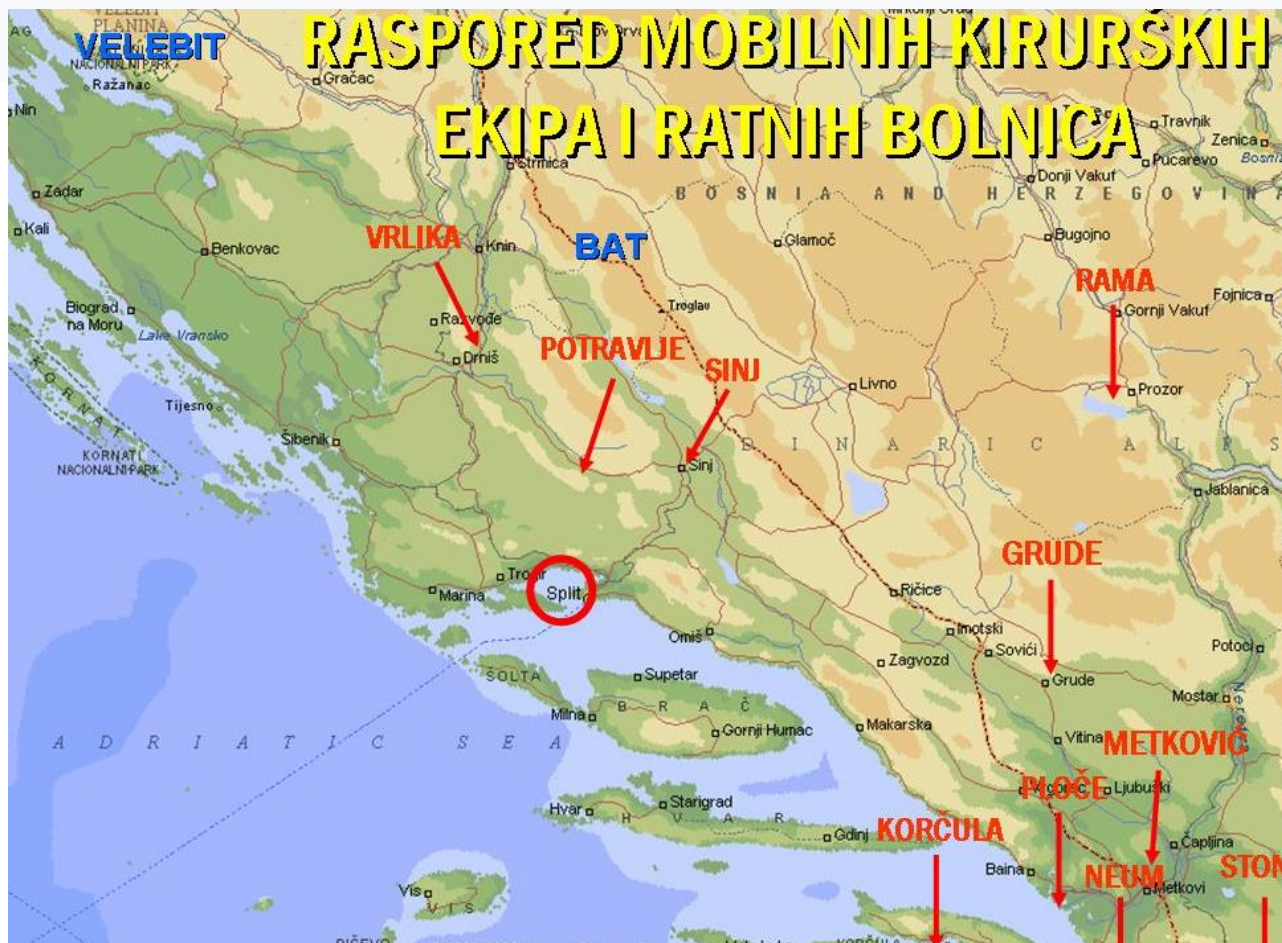 VELEBIT
RASPORED MOBILNIH KIRURŠKIH
EKIPA I RATNIH BOLNICA
PLANINA
NACIONALNI PARK
Ražanac
Gračac
Nin
Travnik
Zenica
Pucarevo
Strmica
Donji Vakuf
Zadar
BOSNIA AND HERZEGOVINA
Kali
VRLIKA
Knin
BAT
Glamoč
Bugojno
Benkovac
RAMA
Fojnica
Biograd
na Moru
Troglav
Gornji Vakuf
Lake Vransko
Razvođe
POTRAVLJE
Drniš
SINJ
Livno
Prozor
KORNAT
Tijesno
Šibenik
DINARIC ALPS
KORNATI
NACIONALNI PARK
Sinj
Jablanica
GRUDE
Trogir
Split
Marina
Ričice
Omiš
Imotski
Sovići
Potoci
Zagvozd
ŠOLTA
Supetar
Grude
Mostar
Milna
BRAČ
Gornji Humac
Makarska
Vitina
METKOVIĆ
ADRIATIC SEA
PLOČE
Ljubuški
Hvar
Starigrad
HVAR
Gdinj
KORČULA
Čapljina
Baina
NEUM
Metkovi
STON
Vis
VIS
KORČULA